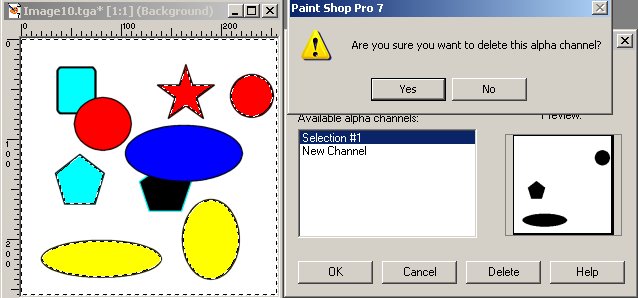 Image10.tga* [1:1] (Background)
0 100 200
0
100
200
Paint Shop Pro 7
Are you sure you want to delete this alpha channel?
Yes No
Available alpha channels:
Preview:
Selection #1
New Channel
OK Cancel Delete Help